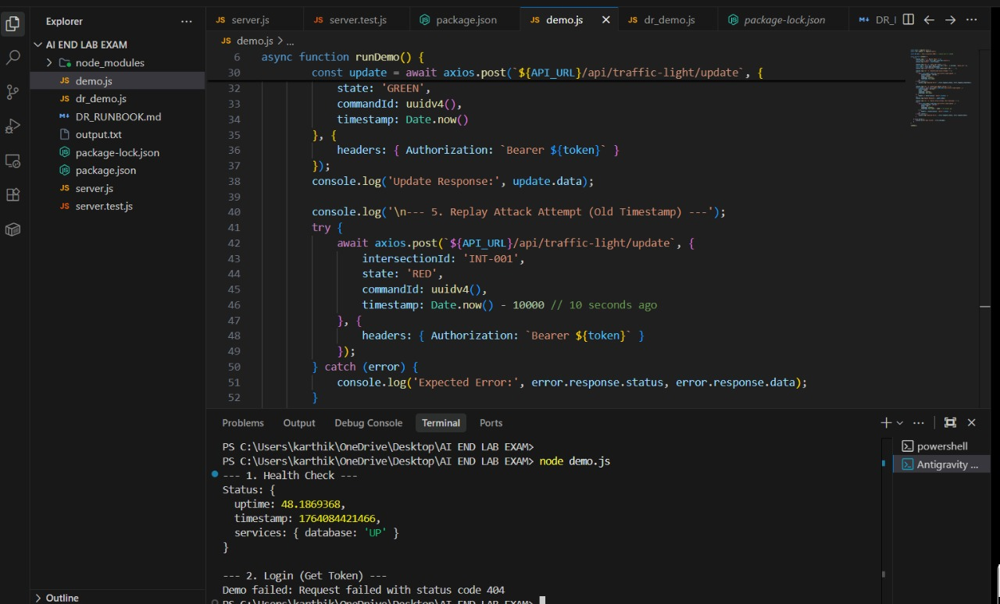 Explorer
AI END LAB EXAM
node_modules
JS demo.js
JS dr_demo.js
DR_RUNBOOK.md
output.txt
package-lock.json
package.json
JS server.js
JS server.test.js
Outline
JS server.js
JS server.test.js
package.json
JS demo.js
JS dr_demo.js
package-lock.json
DR_
JS demo.js > ...
6 async function runDemo() {
30 const update = await axios.post(`${API_URL}/api/traffic-light/update`, {
32 state: 'GREEN',
33 commandId: uuidv4(),
34 timestamp: Date.now()
35 }, {
36 headers: { Authorization: `Bearer ${token}` }
37 });
38 console.log('Update Response:', update.data);
39
40 console.log('\n--- 5. Replay Attack Attempt (Old Timestamp) ---');
41 try {
42 await axios.post(`${API_URL}/api/traffic-light/update`, {
43 intersectionId: 'INT-001',
44 state: 'RED',
45 commandId: uuidv4(),
46 timestamp: Date.now() - 10000 // 10 seconds ago
47 }, {
48 headers: { Authorization: `Bearer ${token}` }
49 });
50 } catch (error) {
51 console.log('Expected Error:', error.response.status, error.response.data);
52 }
Problems Output Debug Console Terminal Ports
PS C:\Users\karthik\OneDrive\Desktop\AI END LAB EXAM>
PS C:\Users\karthik\OneDrive\Desktop\AI END LAB EXAM> node demo.js
--- 1. Health Check ---
Status: {
uptime: 48.1869368,
timestamp: 1764084421466,
services: { database: 'UP' }
}
--- 2. Login (Get Token) ---
Demo failed: Request failed with status code 404
PS C:\Users\karthik\OneDrive\Desktop\AI END LAB EXAM>
powershell
Antigravity ...